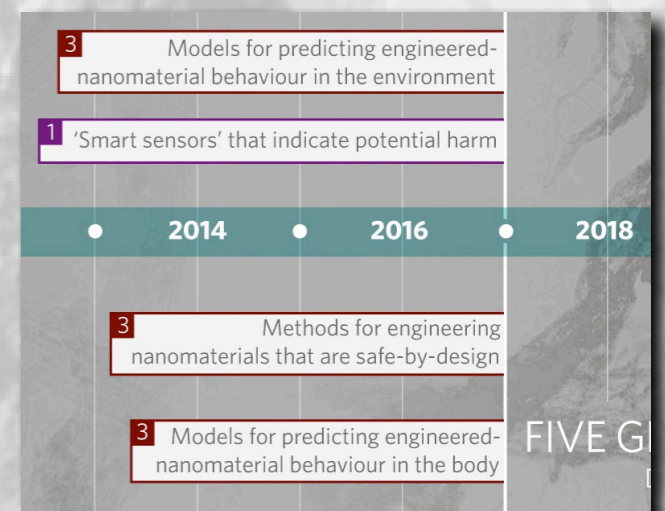 3 Models for predicting engineered-
nanomaterial behaviour in the environment
1 ‘Smart sensors’ that indicate potential harm
2014 2016 2018
3 Methods for engineering
nanomaterials that are safe-by-design
3 Models for predicting engineered-
nanomaterial behaviour in the body
FIVE